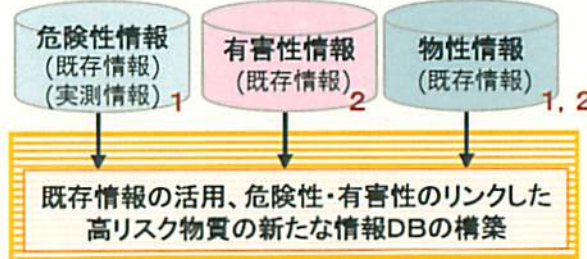 危険性情報
(既存情報)
(実測情報)
1
有害性情報
(既存情報)
2
物性情報
(既存情報)
1, 2
既存情報の活用、危険性・有害性のリンクした
高リスク物質の新たな情報DBの構築